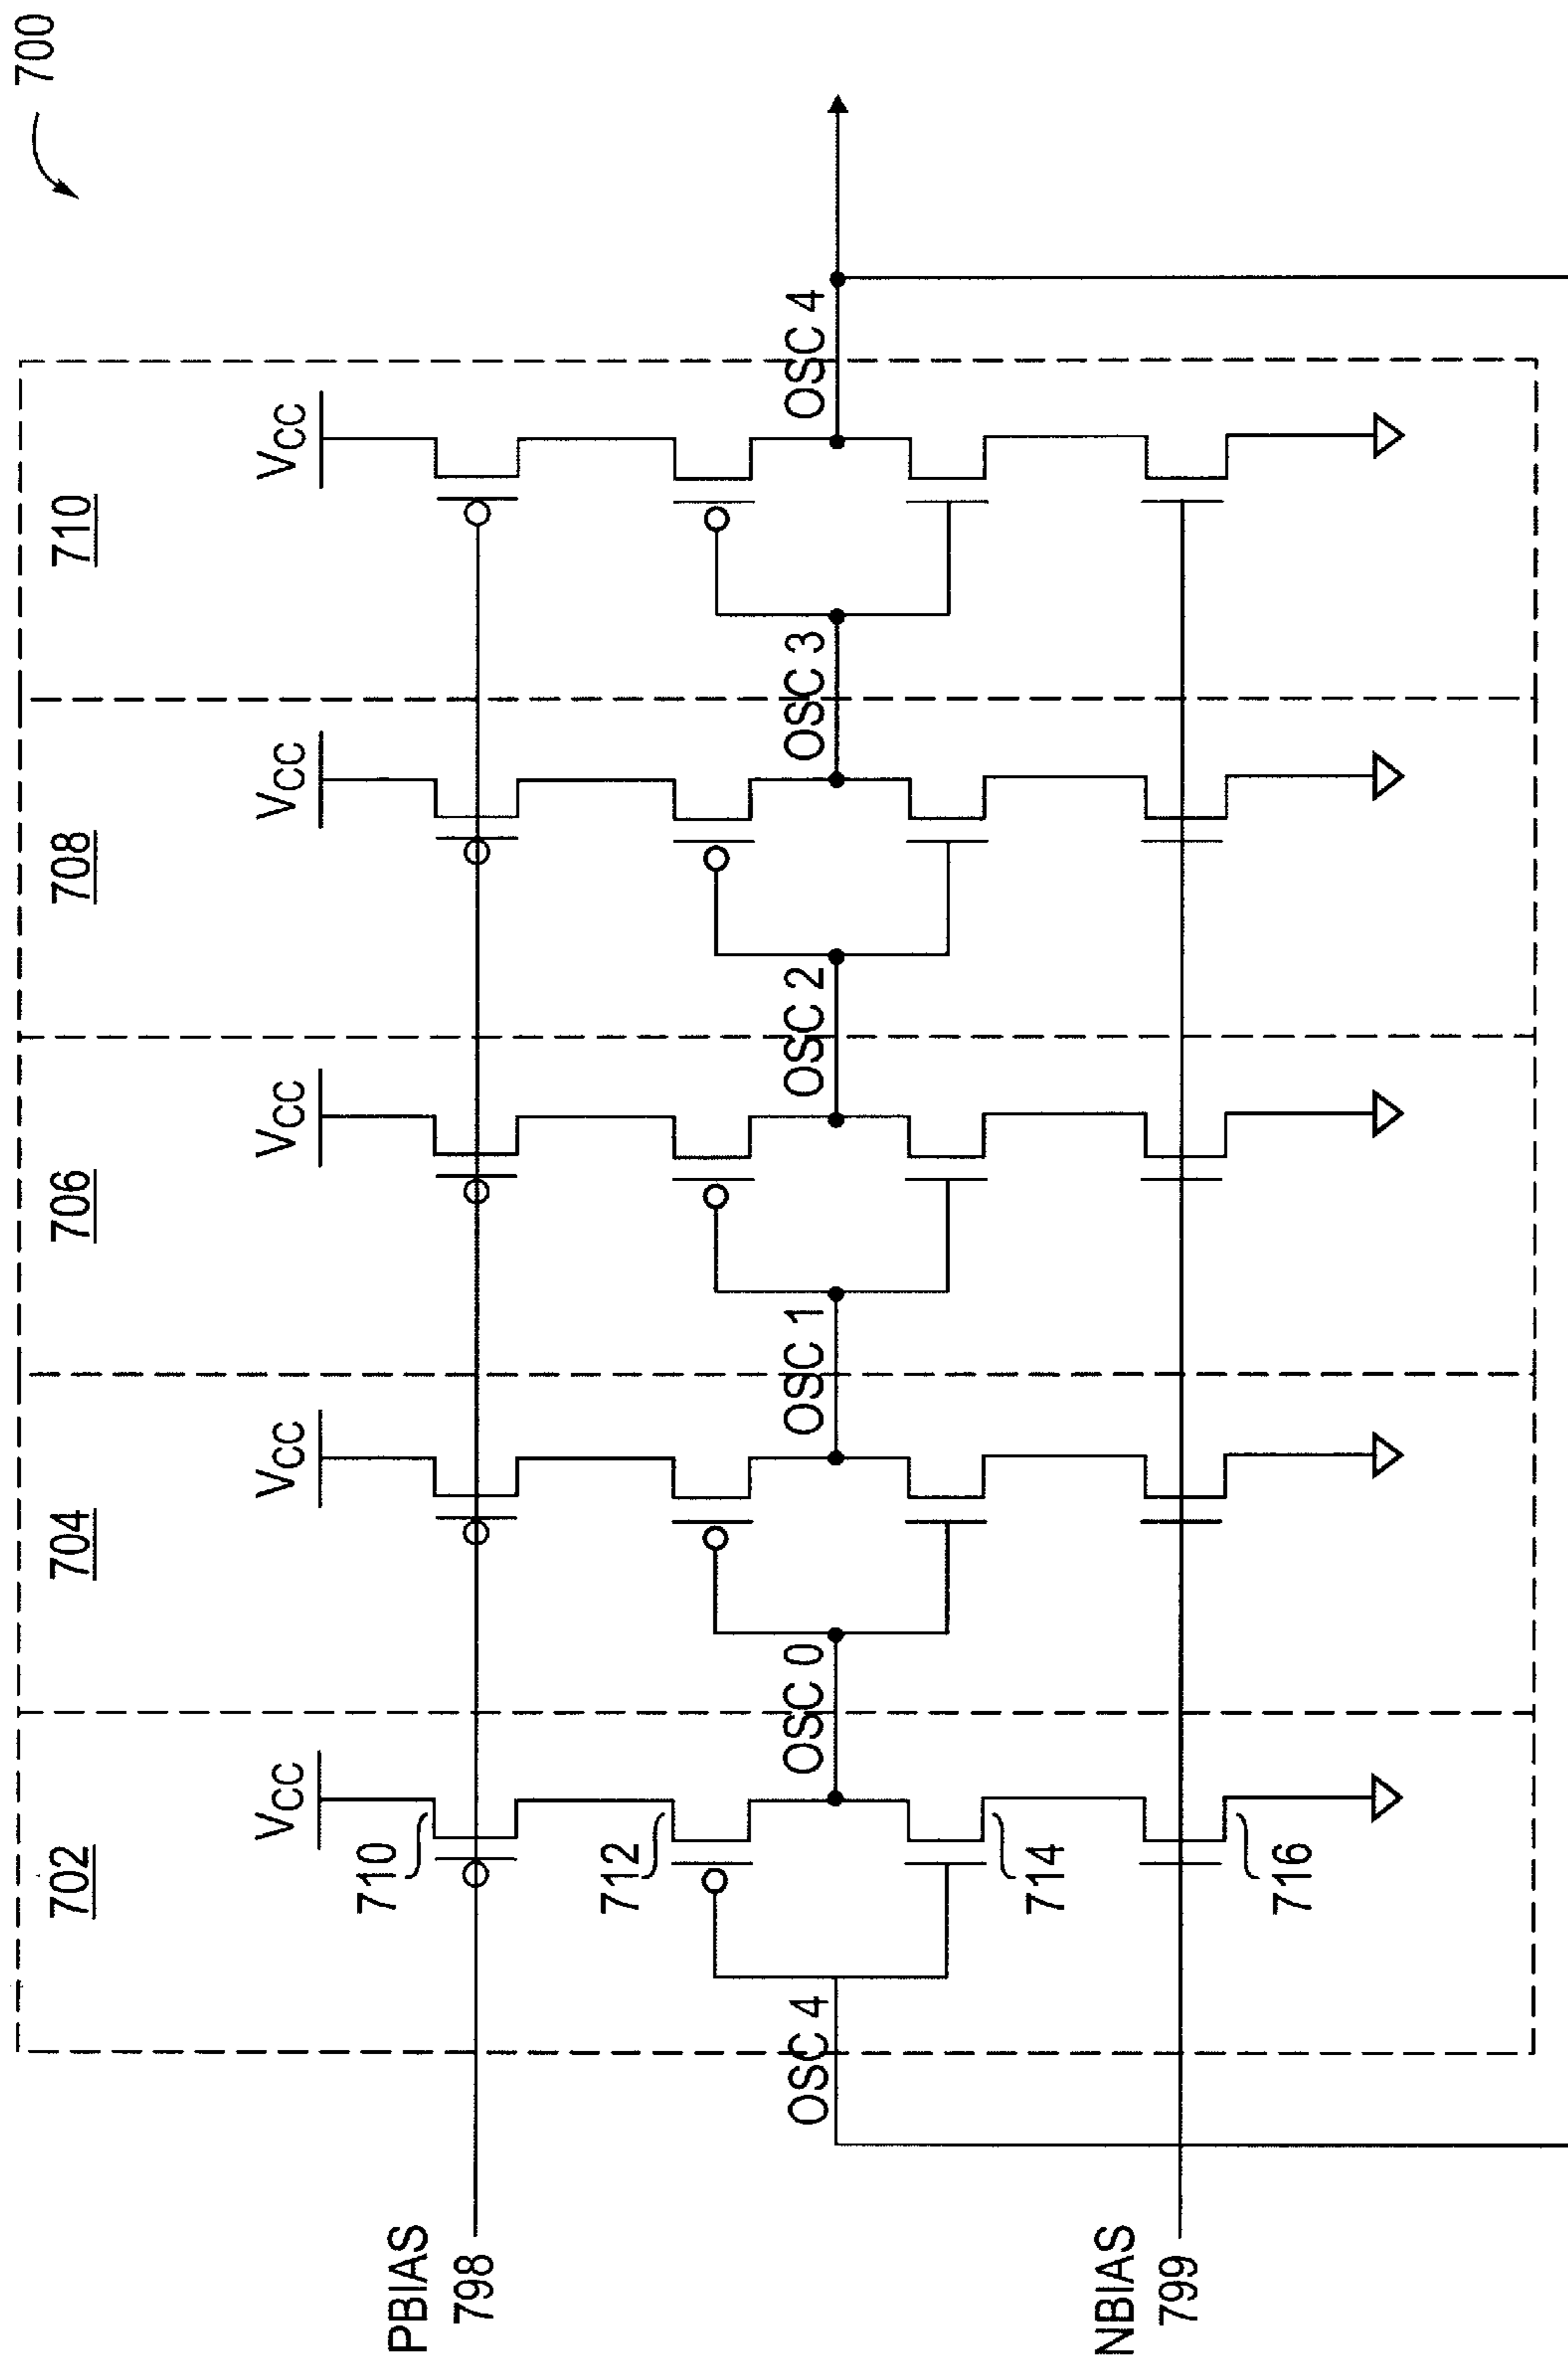 700
702
704
706
708
710
VCC
VCC
VCC
VCC
VCC
710
PBIAS
798
712
OSC 4
OSC 0
OSC 1
OSC 2
OSC 3
OSC 4
714
NBIAS
799
716